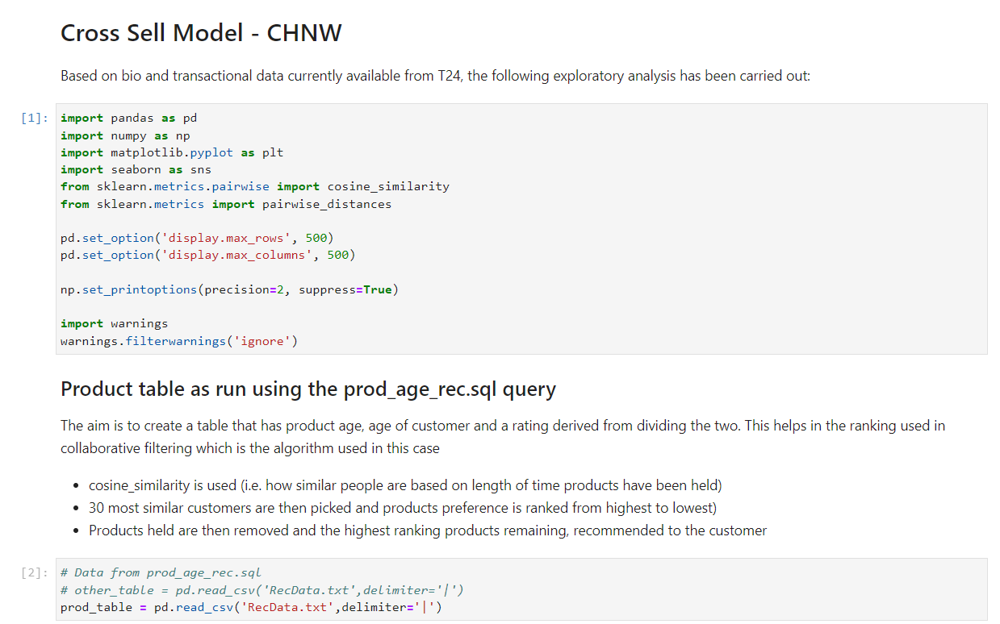 Cross Sell Model - CHNW
Based on bio and transactional data currently available from T24, the following exploratory analysis has been carried out:
[1]: import pandas as pd
import numpy as np
import matplotlib.pyplot as plt
import seaborn as sns
from sklearn.metrics.pairwise import cosine_similarity
from sklearn.metrics import pairwise_distances
pd.set_option('display.max_rows', 500)
pd.set_option('display.max_columns', 500)
np.set_printoptions(precision=2, suppress=True)
import warnings
warnings.filterwarnings('ignore')
Product table as run using the prod_age_rec.sql query
The aim is to create a table that has product age, age of customer and a rating derived from dividing the two. This helps in the ranking used in
collaborative filtering which is the algorithm used in this case
• cosine_similarity is used (i.e. how similar people are based on length of time products have been held)
• 30 most similar customers are then picked and products preference is ranked from highest to lowest)
• Products held are then removed and the highest ranking products remaining, recommended to the customer
[2]: # Data from prod_age_rec.sql
# other_table = pd.read_csv('RecData.txt',delimiter='|')
prod_table = pd.read_csv('RecData.txt',delimiter='|')